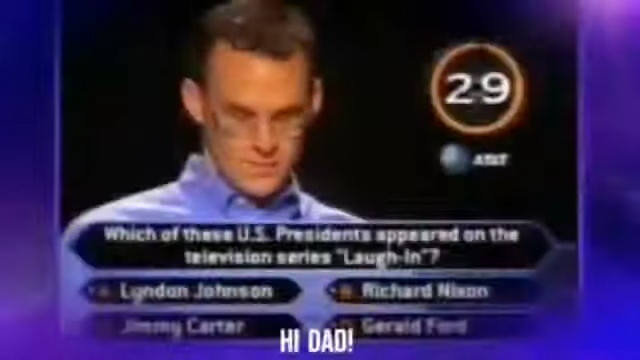 29
AT&T
Which of these U.S. Presidents appeared on the
television series "Laugh-In"?
Lyndon Johnson
Richard Nixon
Jimmy Carter
Gerald Ford
HI DAD!